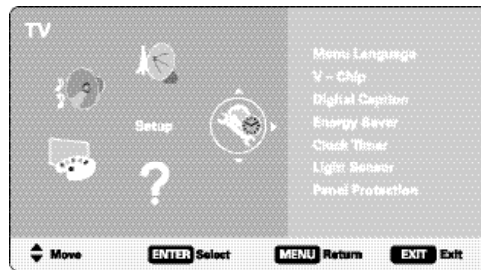 TV
Menu Language
V - Chip
Digital Caption
Energy Saver
Setup
Clock Timer
Light Sensor
Panel Protection
?
Move ENTER Select MENU Return EXIT Exit